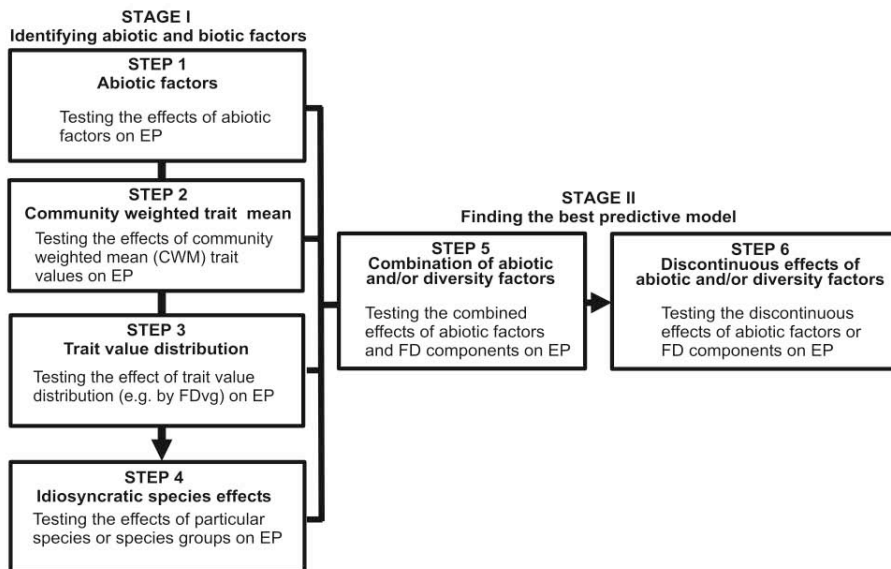 STAGE I
Identifying abiotic and biotic factors
STEP 1
Abiotic factors
Testing the effects of abiotic
factors on EP
STEP 2
Community weighted trait mean
Testing the effects of community
weighted mean (CWM) trait
values on EP
STEP 3
Trait value distribution
Testing the effect of trait value
distribution (e.g. by FDvg) on EP
STEP 4
Idiosyncratic species effects
Testing the effects of particular
species or species groups on EP
STAGE II
Finding the best predictive model
STEP 5
Combination of abiotic
and/or diversity factors
Testing the combined
effects of abiotic factors
and FD components on EP
STEP 6
Discontinuous effects of
abiotic and/or diversity factors
Testing the discontinuous
effects of abiotic factors or
FD components on EP